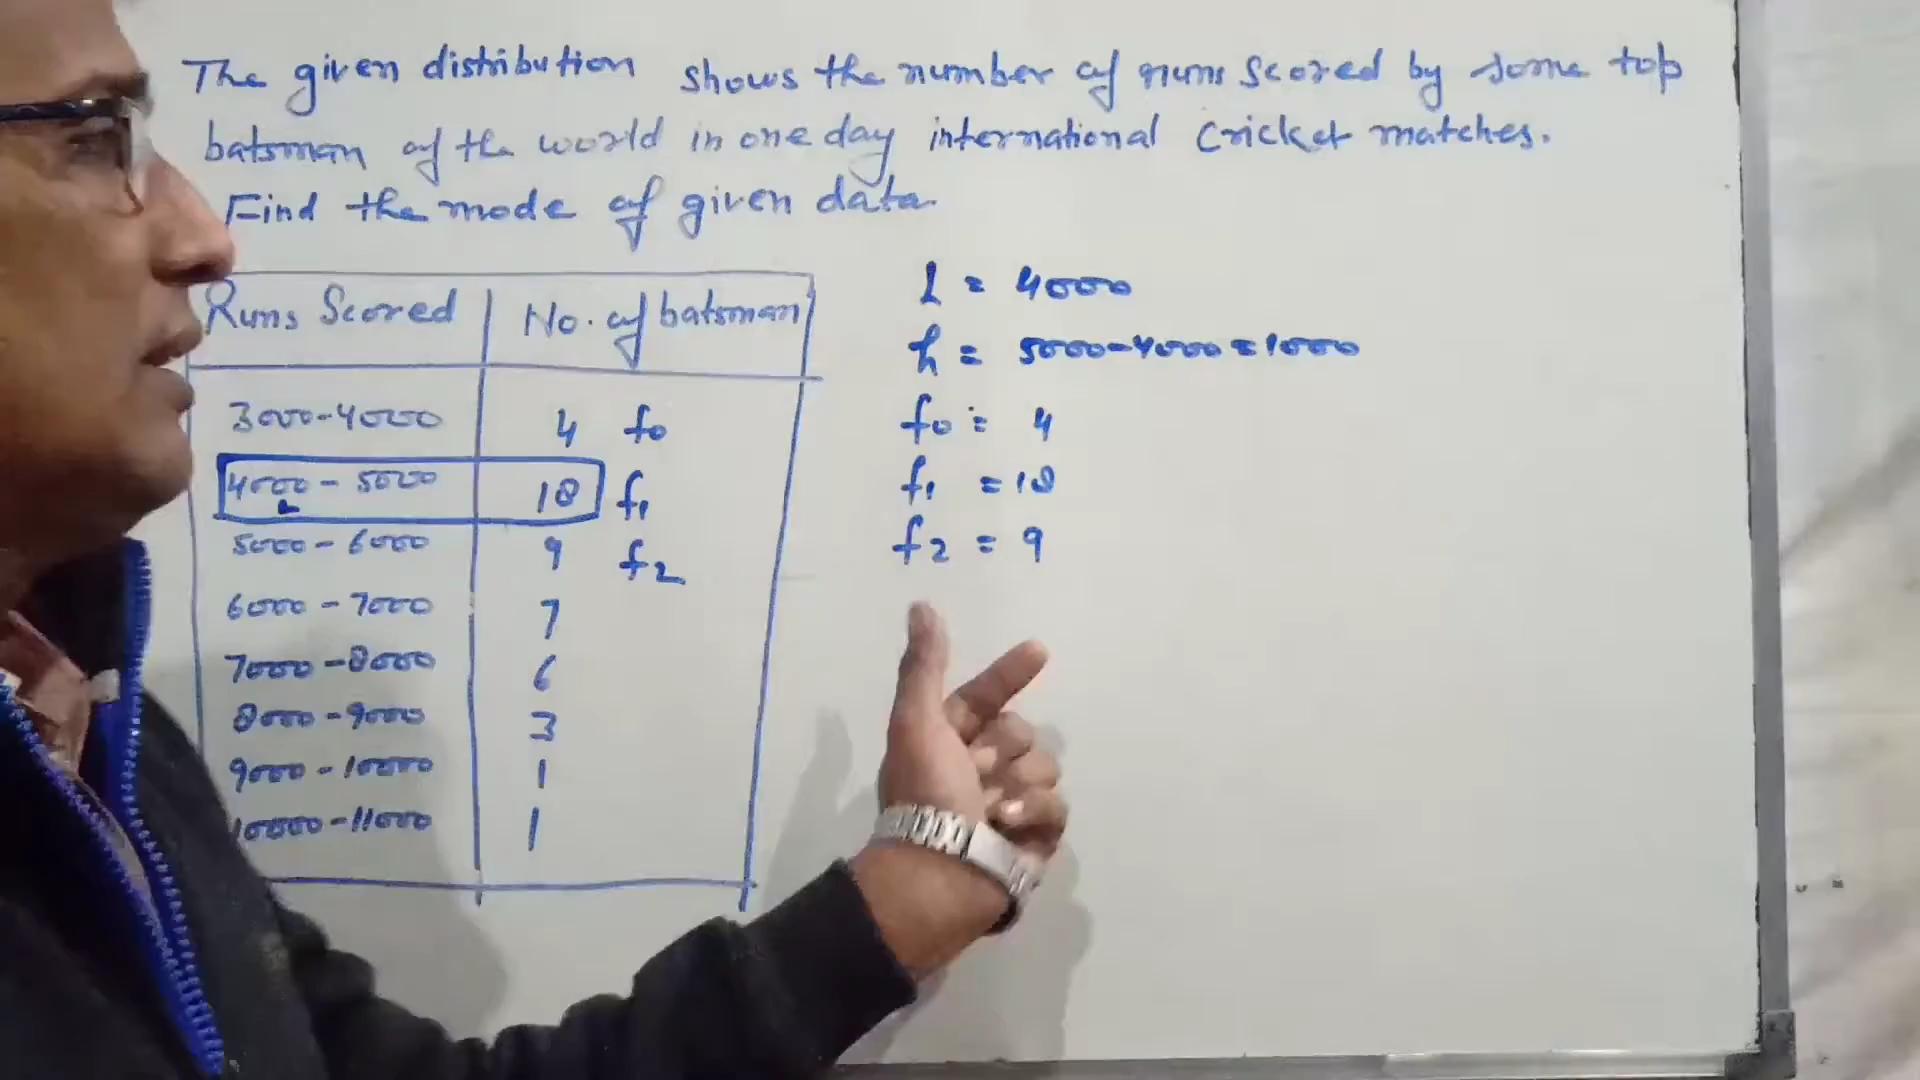 The given distribution shows the number of runs scored by some top
batsman of the world in one day international cricket matches.
Find the mode of given data.
Runs Scored No. of batsman
3000-4000 4 f0
4000-5000 18 f1
L
5000-6000 9 f2
6000-7000 7
7000-8000 6
8000-9000 3
9000-10000 1
10000-11000 1
l = 4000
h = 5000-4000=1000
f0 = 4
f1 = 18
f2 = 9